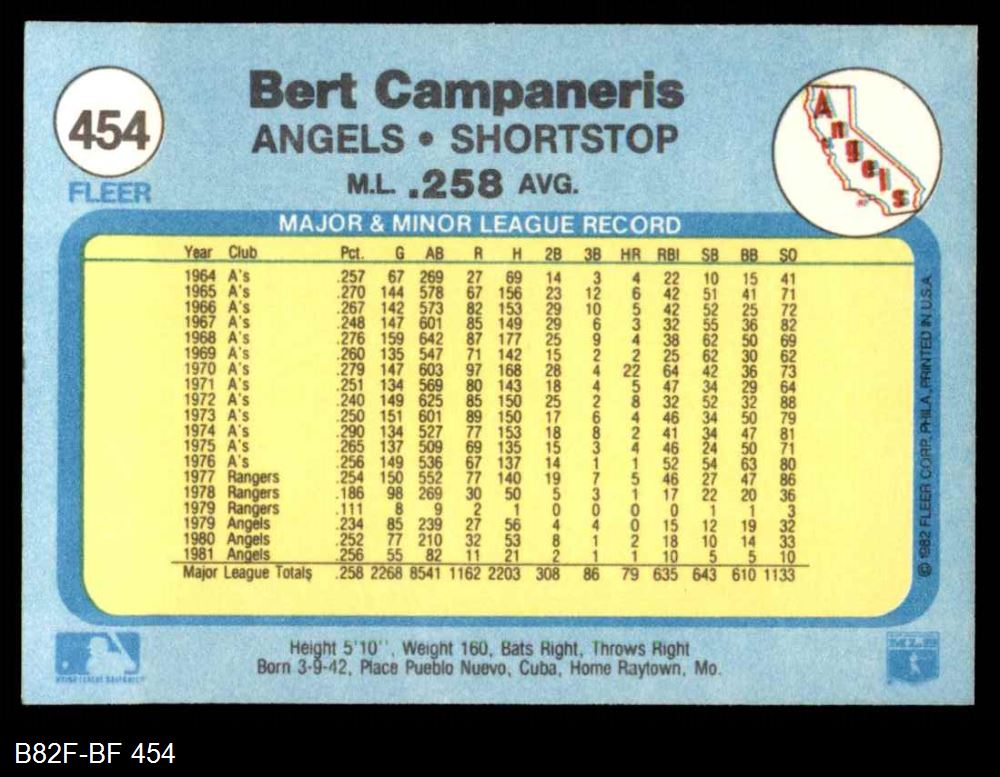 454
FLEER
Bert Campaneris
ANGELS • SHORTSTOP
M.L. .258 AVG.
Angels
MAJOR & MINOR LEAGUE RECORD
Year Club Pct. G AB R H 2B 3B HR RBI SB BB SO
1964 A's .257 67 269 27 69 14 3 4 22 10 15 41
1965 A's .270 144 578 67 156 23 12 6 42 51 41 71
1966 A's .267 142 573 82 153 29 10 5 42 52 25 72
1967 A's .248 147 601 85 149 29 6 3 32 55 36 82
1968 A's .276 159 642 87 177 25 9 4 38 62 50 69
1969 A's .260 135 547 71 142 15 2 2 25 62 30 62
1970 A's .279 147 603 97 168 28 4 22 64 42 36 73
1971 A's .251 134 569 80 143 18 4 5 47 34 29 64
1972 A's .240 149 625 85 150 25 2 8 32 52 32 88
1973 A's .250 151 601 89 150 17 6 4 46 34 50 79
1974 A's .290 134 527 77 153 18 8 2 41 34 47 81
1975 A's .265 137 509 69 135 15 3 4 46 24 50 71
1976 A's .256 149 536 67 137 14 1 1 52 54 63 80
1977 Rangers .254 150 552 77 140 19 7 5 46 27 47 86
1978 Rangers .186 98 269 30 50 5 3 1 17 22 20 36
1979 Rangers .111 8 9 2 1 0 0 0 0 1 1 3
1979 Angels .234 85 239 27 56 4 4 0 15 12 19 32
1980 Angels .252 77 210 32 53 8 1 2 18 10 14 33
1981 Angels .256 55 82 11 21 2 1 1 10 5 5 10
Major League Totals .258 2268 8541 1162 2203 308 86 79 635 643 610 1133
© 1982 FLEER CORP. PHILA., PRINTED IN U.S.A
Height 5'10'', Weight 160, Bats Right, Throws Right
Born 3-9-42, Place Pueblo Nuevo, Cuba, Home Raytown, Mo.
MLB
B82F-BF 454